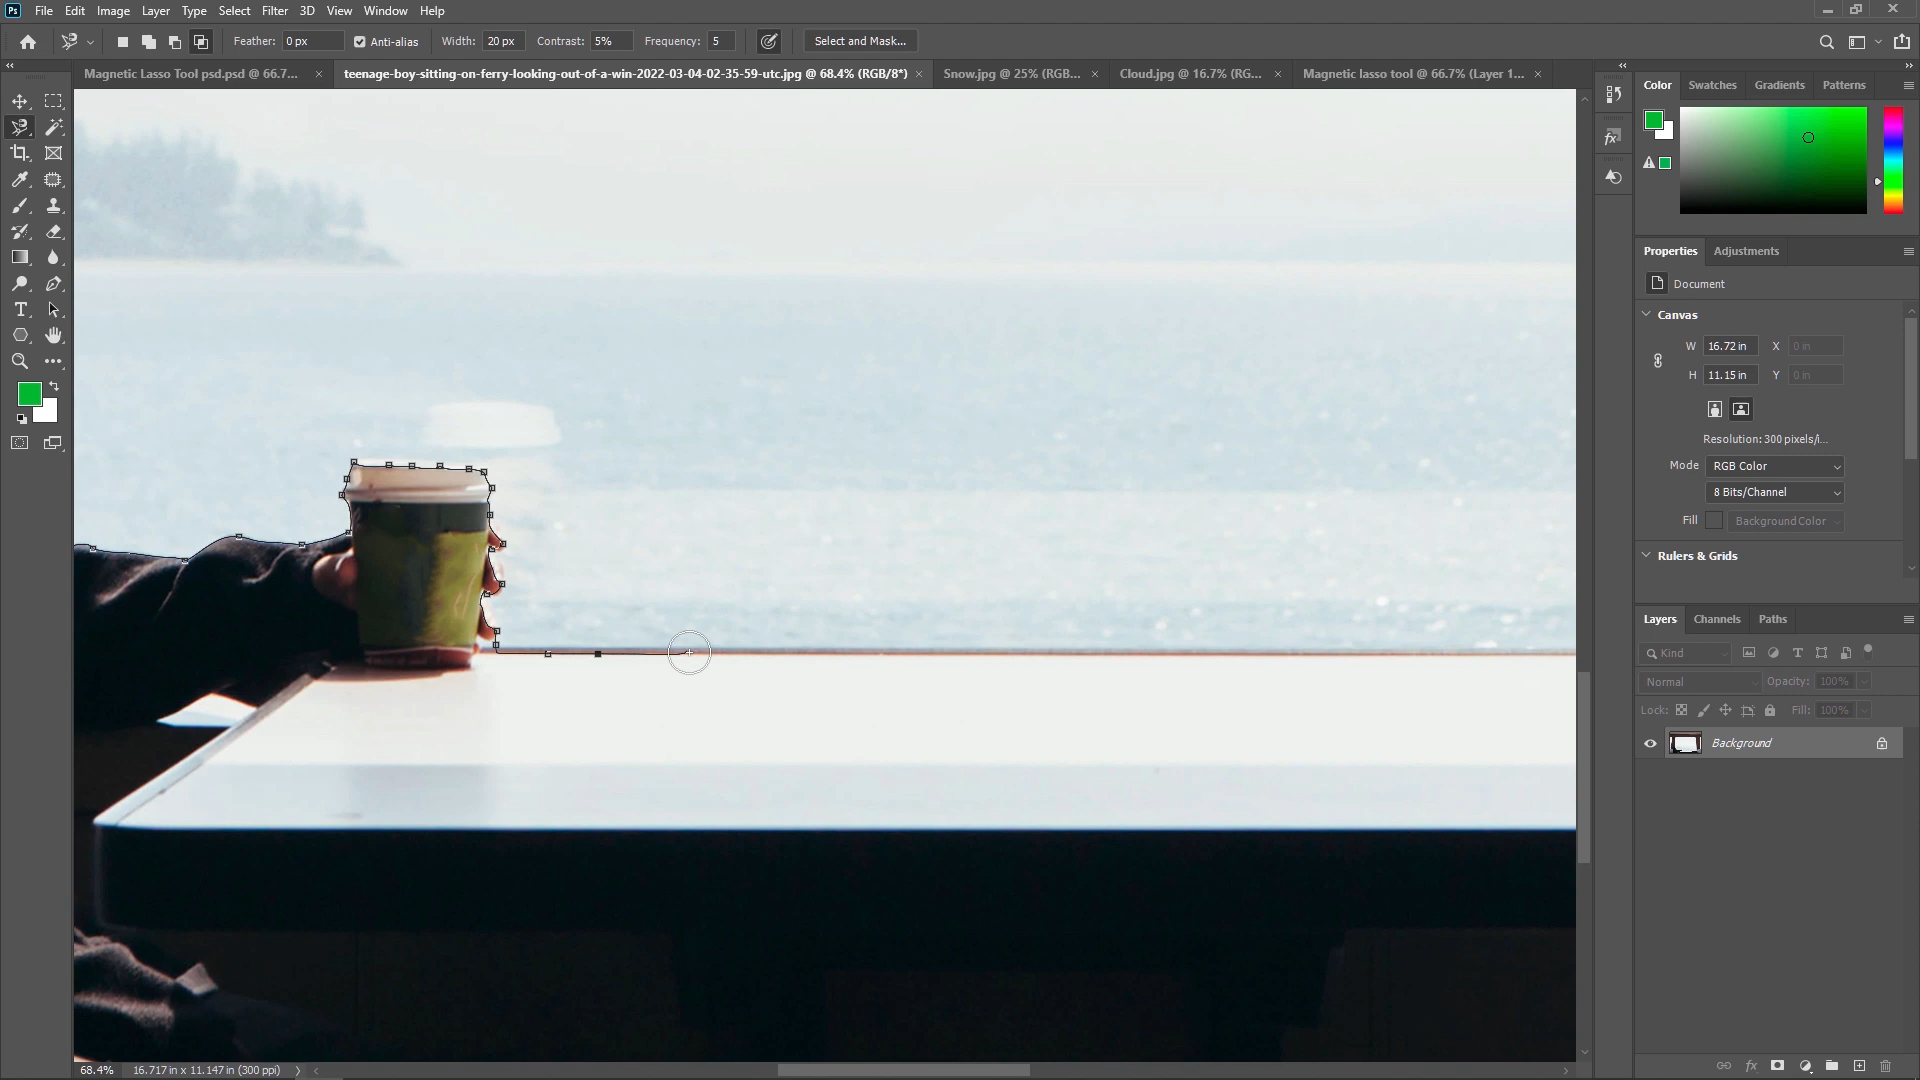 Ps File Edit Image Layer Type Select Filter 3D View Window Help
Feather: 0 px Anti-alias Width: 20 px Contrast: 5% Frequency: 5 Select and Mask...
Magnetic Lasso Tool psd.psd @ 66.7... × teenage-boy-sitting-on-ferry-looking-out-of-a-win-2022-03-04-02-35-59-utc.jpg @ 68.4% (RGB/8*) × Snow.jpg @ 25% (RGB... × Cloud.jpg @ 16.7% (RG... × Magnetic lasso tool @ 66.7% (Layer 1... ×
Color Swatches Gradients Patterns
Properties Adjustments
Document
Canvas
W 16.72 in X 0 in
H 11.15 in Y 0 in
Resolution: 300 pixels/i...
Mode RGB Color
8 Bits/Channel
Fill Background Color
Rulers & Grids
Layers Channels Paths
Kind
Normal Opacity: 100%
Lock: Fill: 100%
Background
68.4% 16.717 in x 11.147 in (300 ppi)